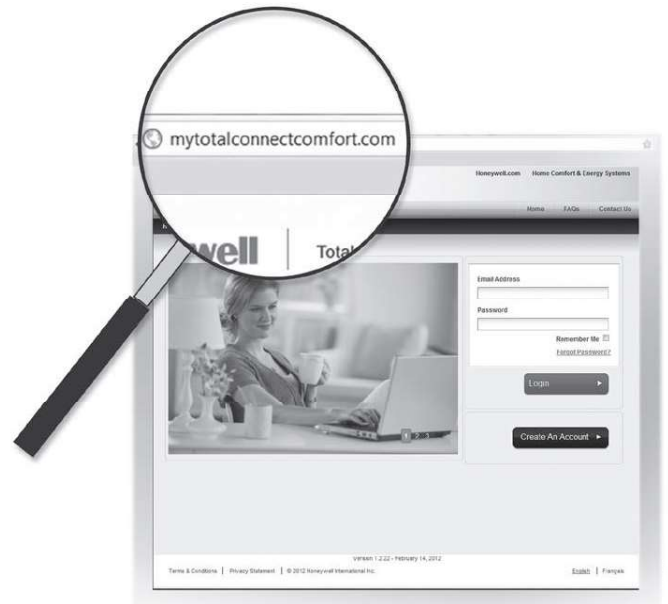 mytotalconnectcomfort.com
Honeywell.com Home Comfort & Energy Systems
Home FAQs Contact Us
well | Total
Email Address
Password
Remember Me
Forgot Password?
Login
1 2 3
Create An Account
Version 1.2.22 - February 14, 2012
Terms & Conditions | Privacy Statement | © 2012 Honeywell International Inc.
English | Français